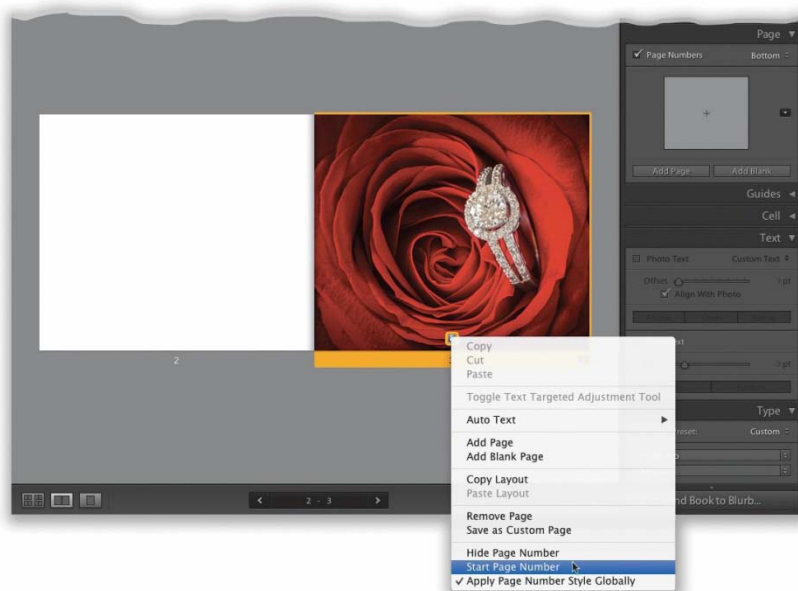 Page
Page Numbers Bottom
Add Page Add Blank
Guides
Cell
Text
Photo Text Custom Text
Offset
Align With Photo
2
Copy
Cut
Paste
Toggle Text Targeted Adjustment Tool
Auto Text
Add Page
Add Blank Page
Copy Layout
Paste Layout
Remove Page
Save as Custom Page
Hide Page Number
Start Page Number
Apply Page Number Style Globally
Type
Custom
2 - 3
Book to Blurb...